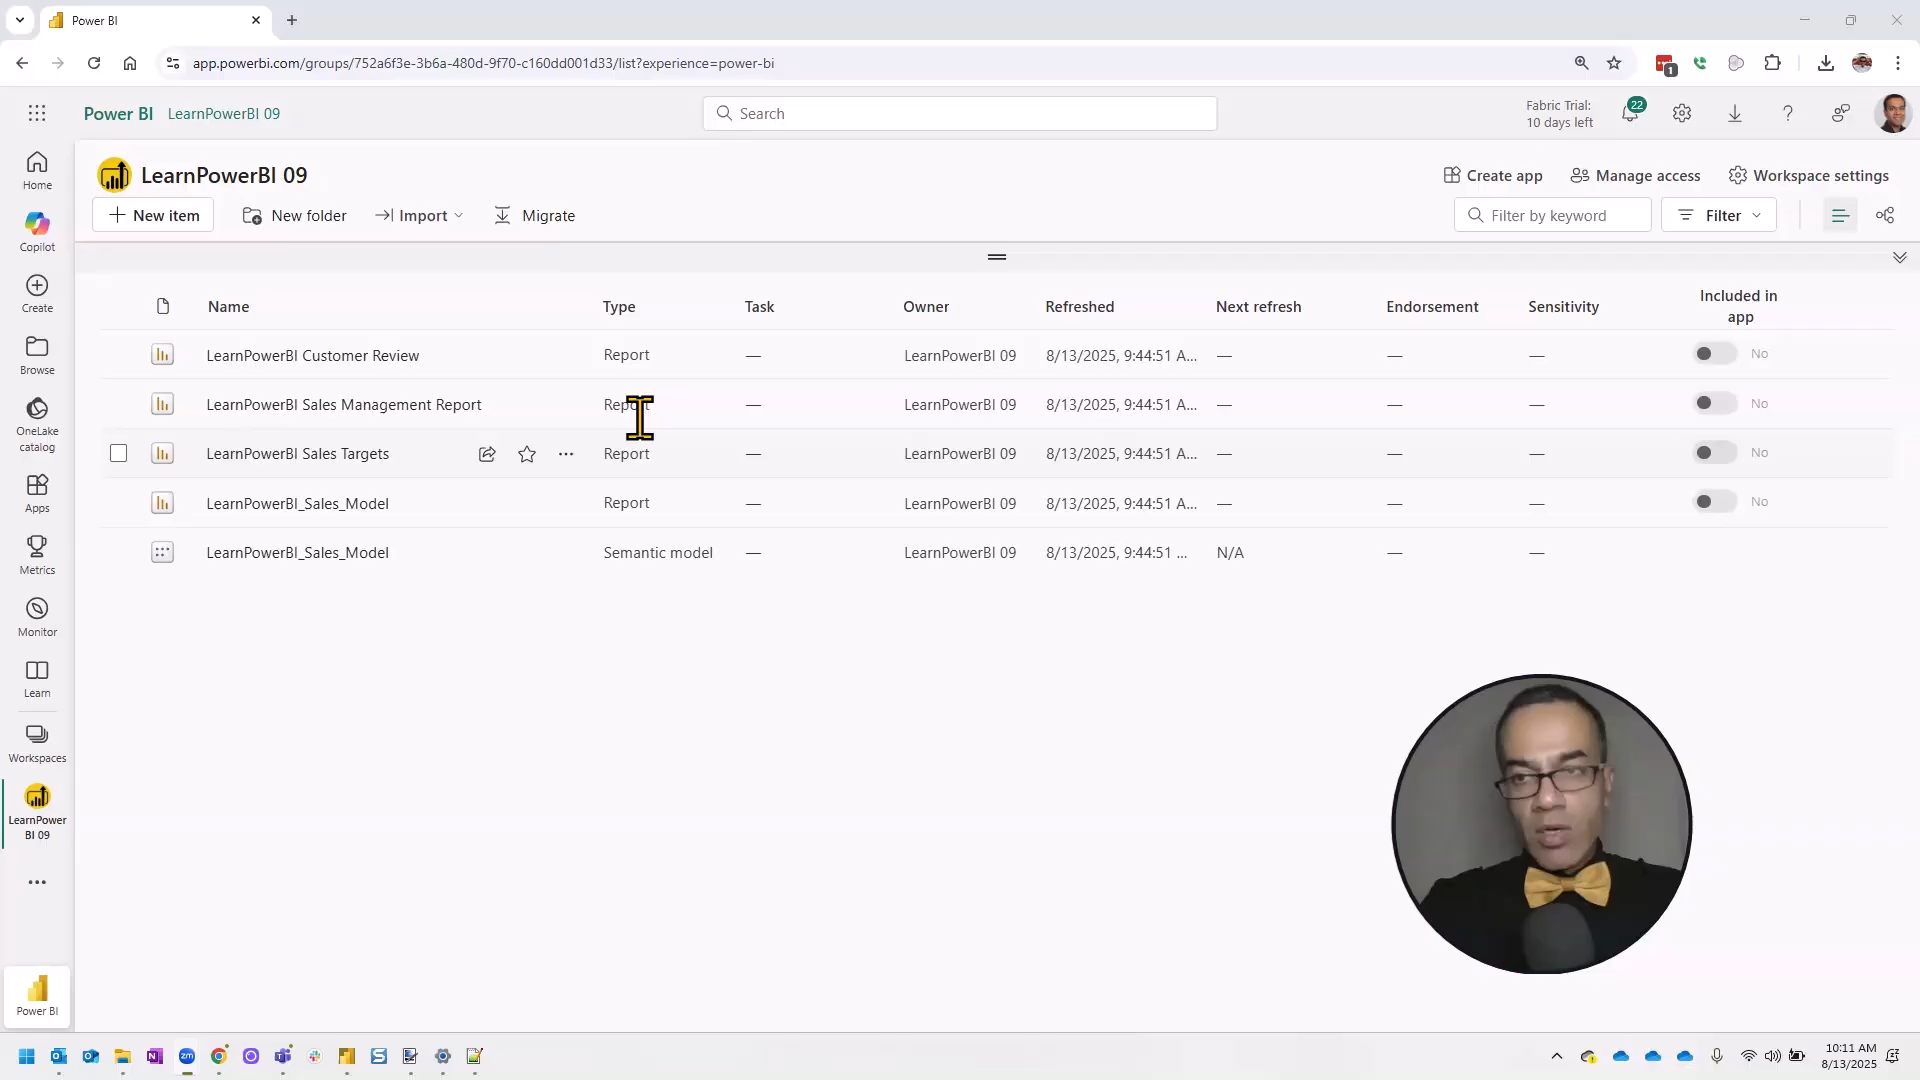 Power BI
app.powerbi.com/groups/752a6f3e-3b6a-480d-9f70-c160dd001d33/list?experience=power-bi
1
Power BI LearnPowerBI 09
Search
Fabric Trial:
10 days left
22
Home
Copilot
Create
Browse
OneLake
catalog
Apps
Metrics
Monitor
Learn
Workspaces
LearnPower
BI 09
Power BI
LearnPowerBI 09
Create app
Manage access
Workspace settings
New item
New folder
Import
Migrate
Filter by keyword
Filter
Name Type Task Owner Refreshed Next refresh Endorsement Sensitivity Included in
app
LearnPowerBI Customer Review Report — LearnPowerBI 09 8/13/2025, 9:44:51 A... — — — No
LearnPowerBI Sales Management Report Report — LearnPowerBI 09 8/13/2025, 9:44:51 A... — — — No
LearnPowerBI Sales Targets Report — LearnPowerBI 09 8/13/2025, 9:44:51 A... — — — No
LearnPowerBI_Sales_Model Report — LearnPowerBI 09 8/13/2025, 9:44:51 A... — — — No
LearnPowerBI_Sales_Model Semantic model — LearnPowerBI 09 8/13/2025, 9:44:51 ... N/A — —
zm
10:11 AM
8/13/2025